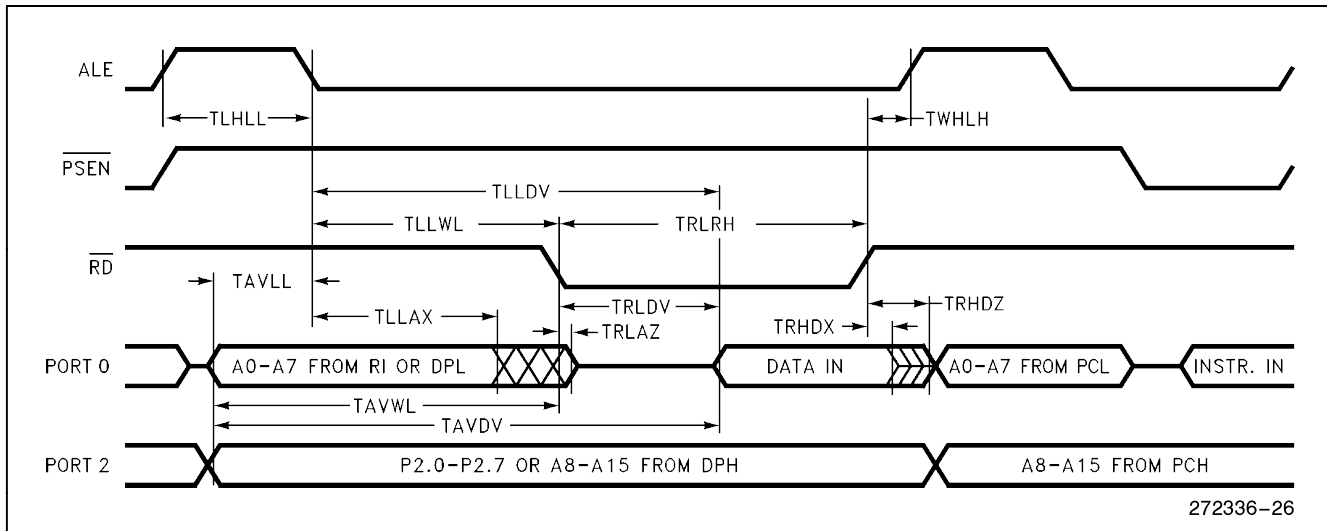 ALE
TLHLL
TWHLH
PSEN
TLLDV
TLLWL
TRLRH
RD
TAVLL
TRLDV
TRHDZ
TLLAX
TRLAZ
TRHDX
PORT 0
A0–A7 FROM RI OR DPL
DATA IN
A0–A7 FROM PCL
INSTR. IN
TAVWL
TAVDV
PORT 2
P2.0–P2.7 OR A8–A15 FROM DPH
A8–A15 FROM PCH
272336–26